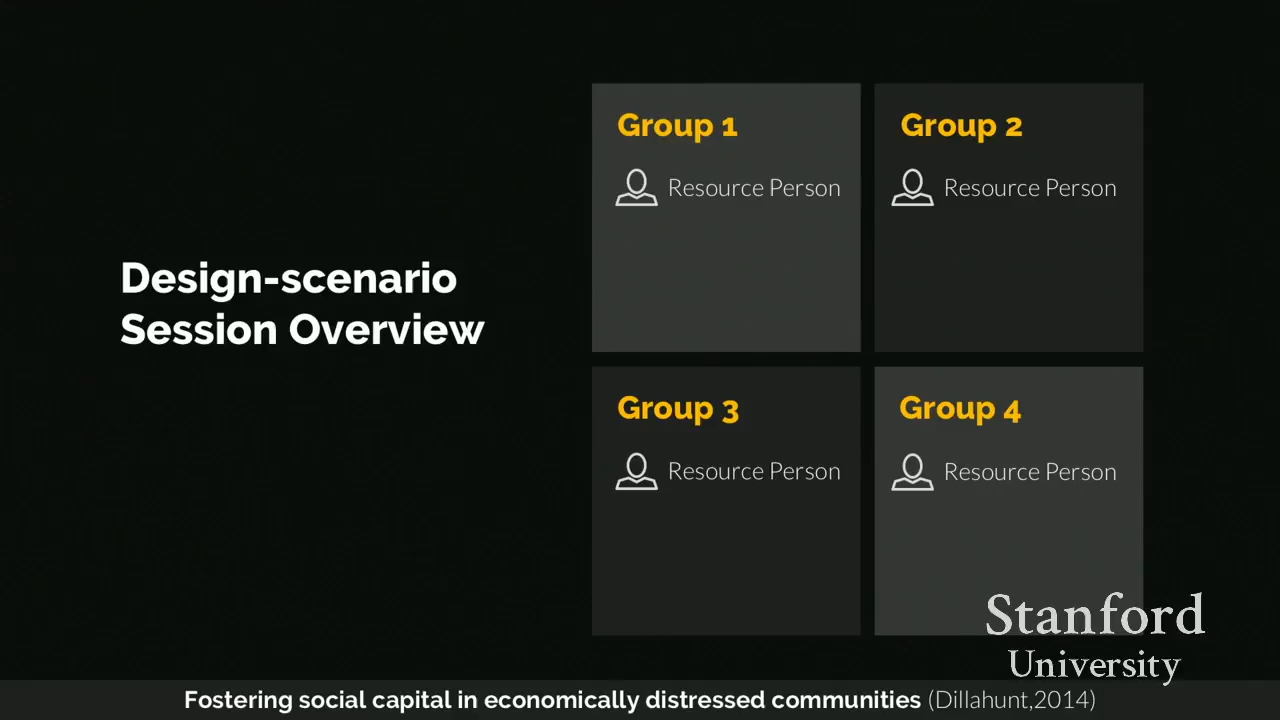 Design-scenario
Session Overview
Group 1
Resource Person
Group 2
Resource Person
Group 3
Resource Person
Group 4
Resource Person
Stanford
University
Fostering social capital in economically distressed communities (Dillahunt,2014)